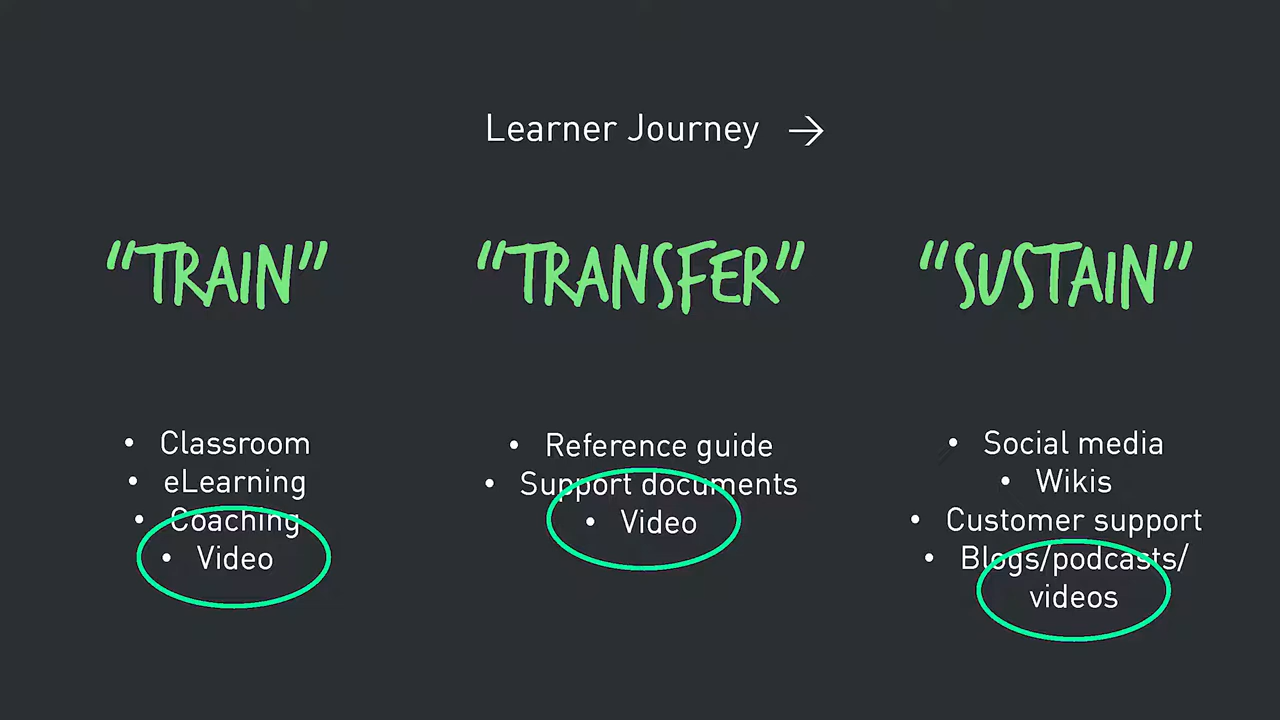 Learner Journey →
“TRAIN”
“TRANSFER”
“SUSTAIN”
• Classroom
• eLearning
• Coaching
• Video
• Reference guide
• Support documents
• Video
• Social media
• Wikis
• Customer support
• Blogs/podcasts/
videos